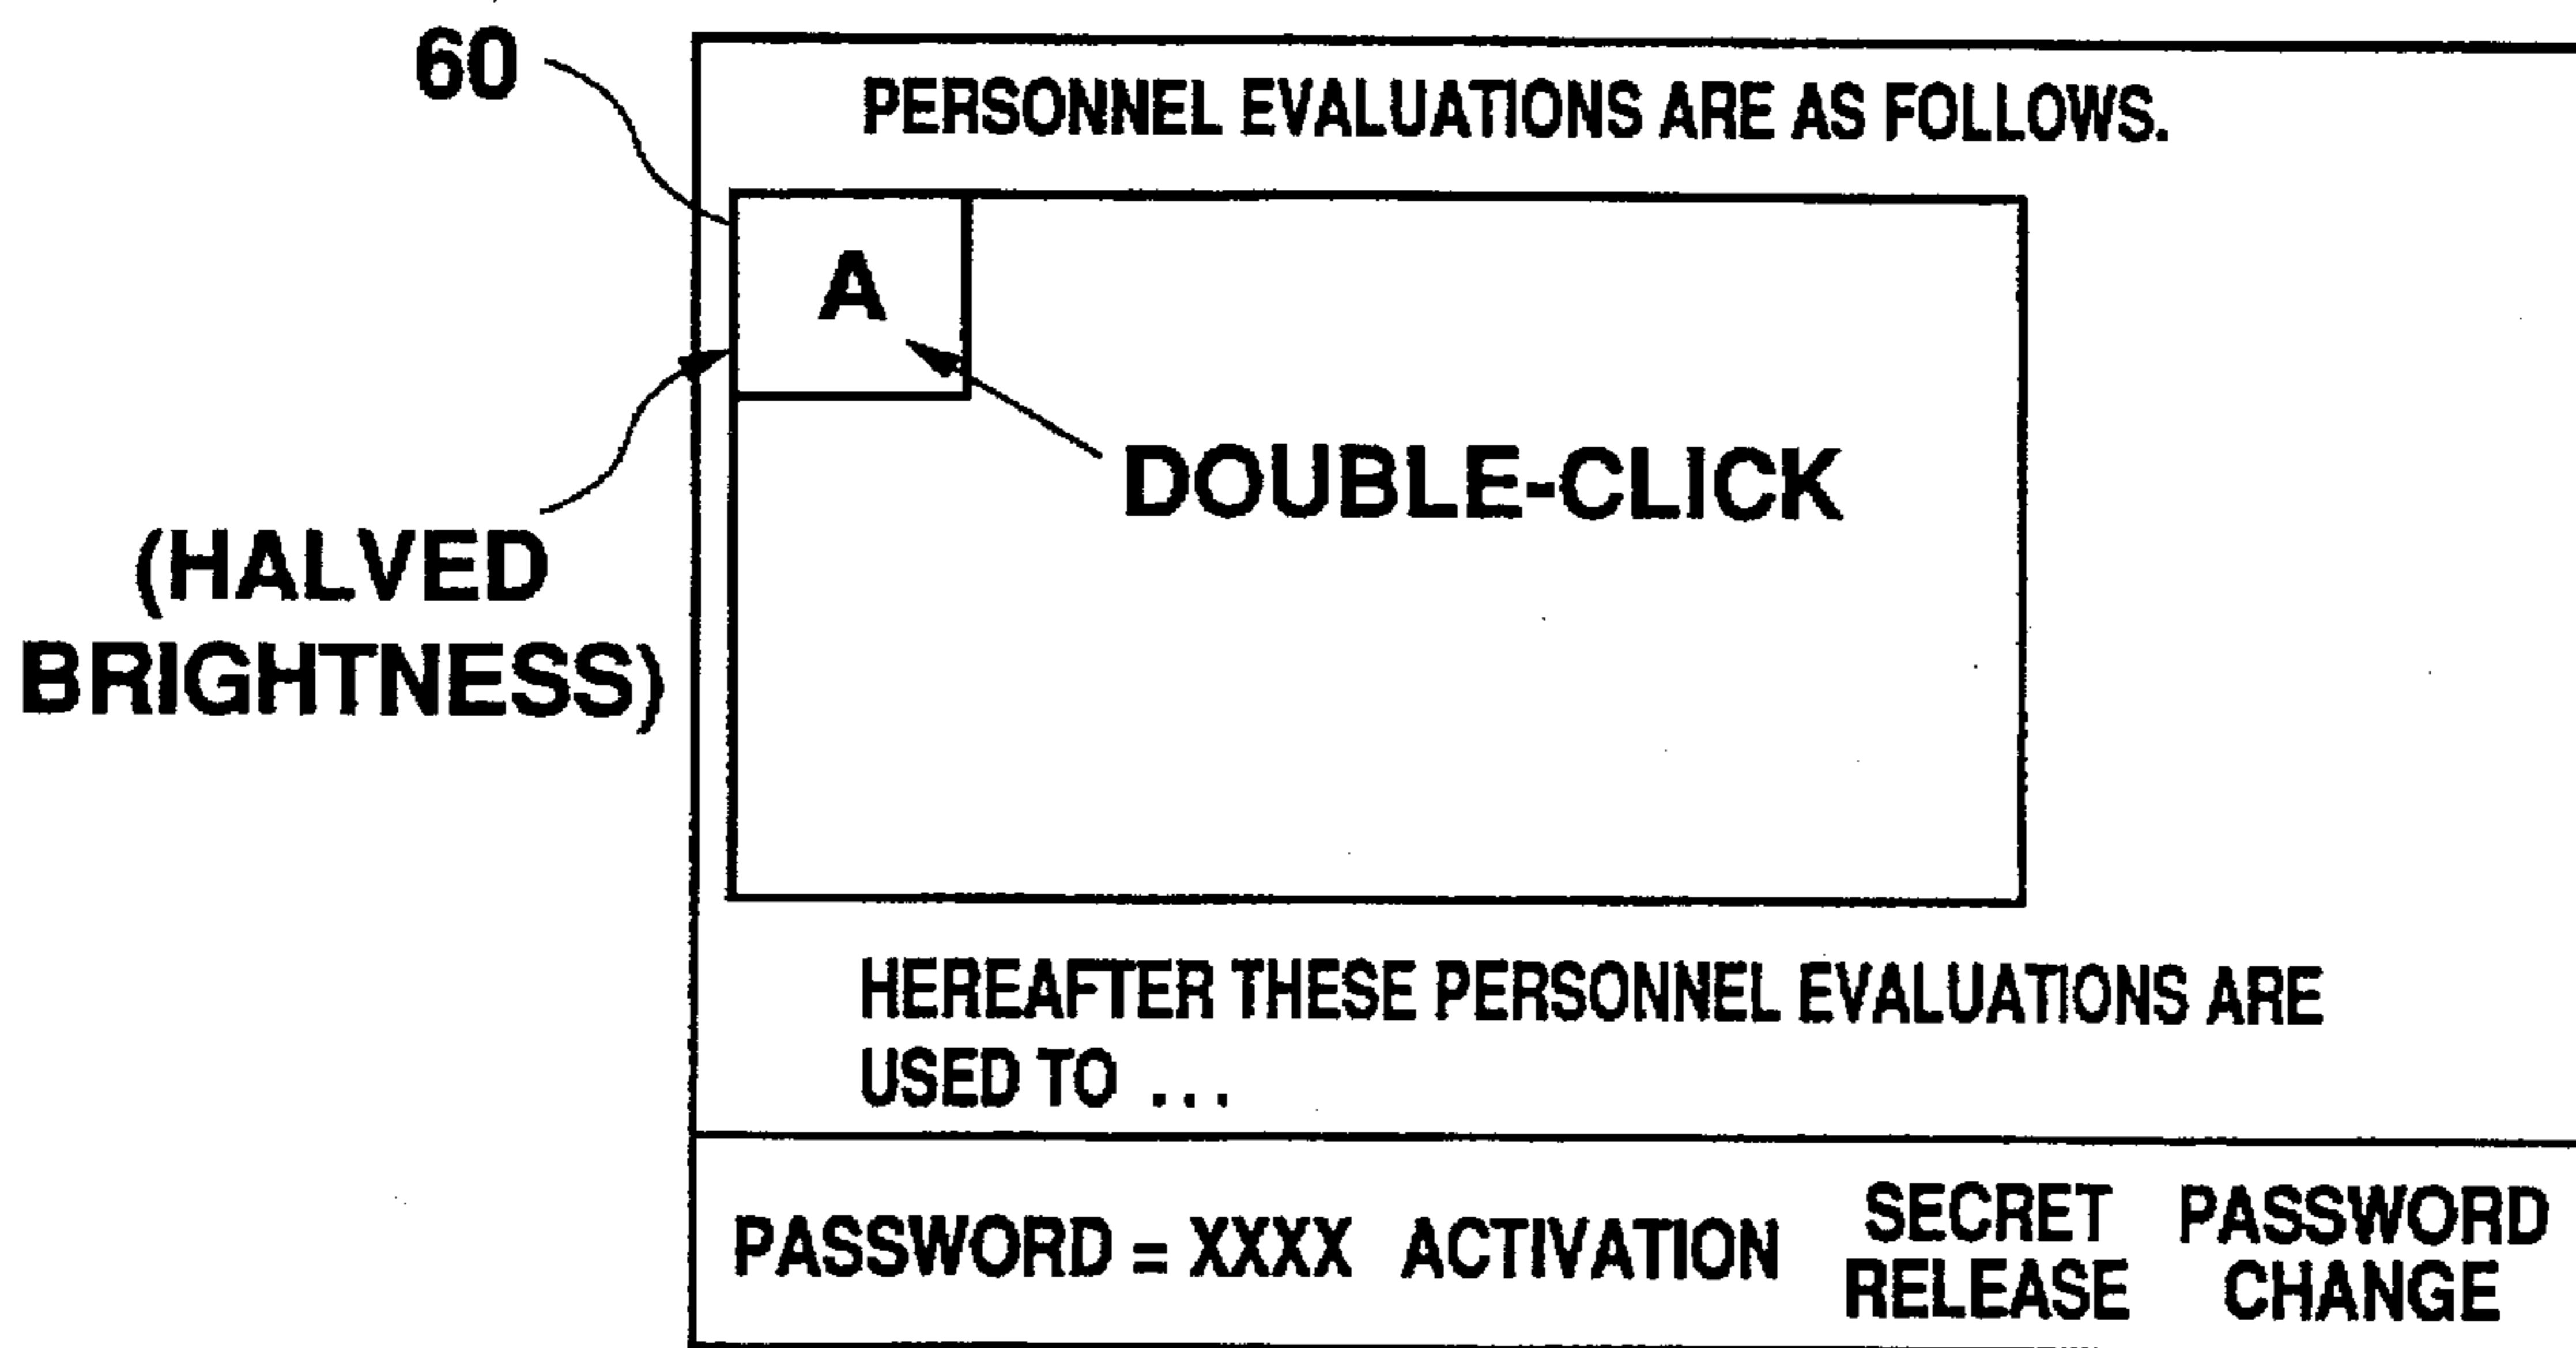 60
PERSONNEL EVALUATIONS ARE AS FOLLOWS.
A
DOUBLE-CLICK
(HALVED
BRIGHTNESS)
HEREAFTER THESE PERSONNEL EVALUATIONS ARE
USED TO ...
PASSWORD = XXXX ACTIVATION
SECRET
RELEASE
PASSWORD
CHANGE